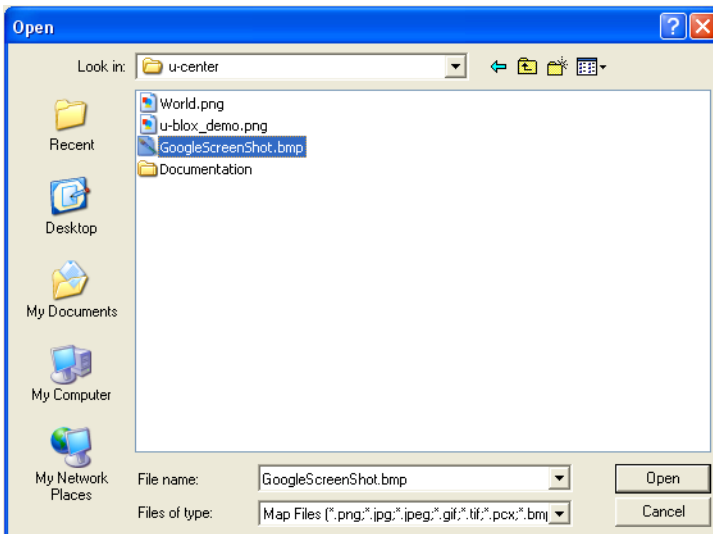 Open
Look in: u-center
World.png
u-blox_demo.png
GoogleScreenShot.bmp
Documentation
Recent
Desktop
My Documents
My Computer
My Network
Places
File name: GoogleScreenShot.bmp Open
Files of type: Map Files (*.png;*.jpg;*.jpeg;*.gif;*.tif;*.pcx;*.bmp Cancel